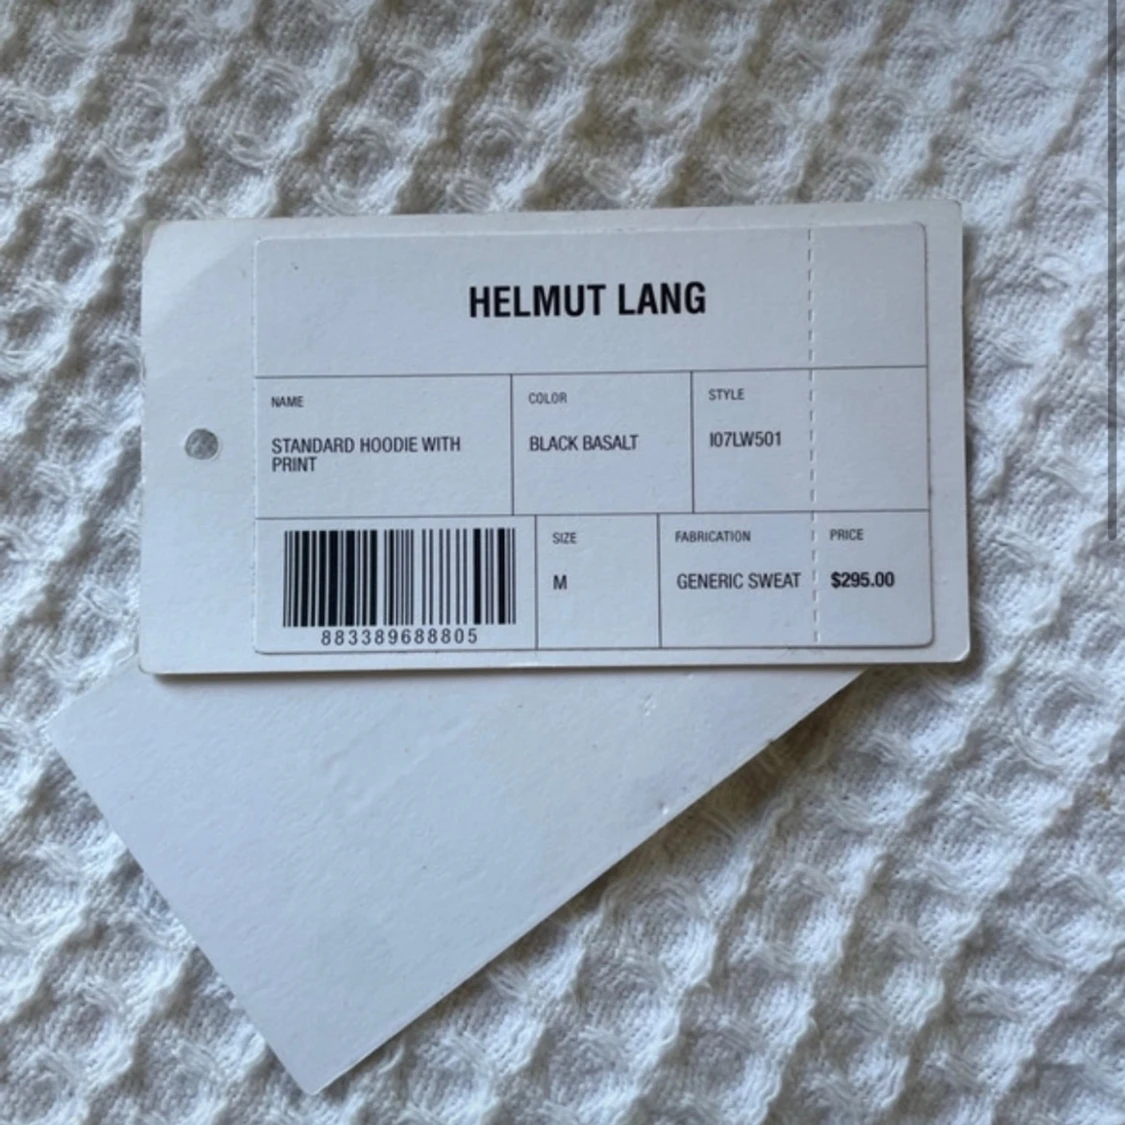 HELMUT LANG
NAME
STANDARD HOODIE WITH
PRINT
COLOR
BLACK BASALT
STYLE
I07LW501
883389688805
SIZE
M
FABRICATION
GENERIC SWEAT
PRICE
$295.00